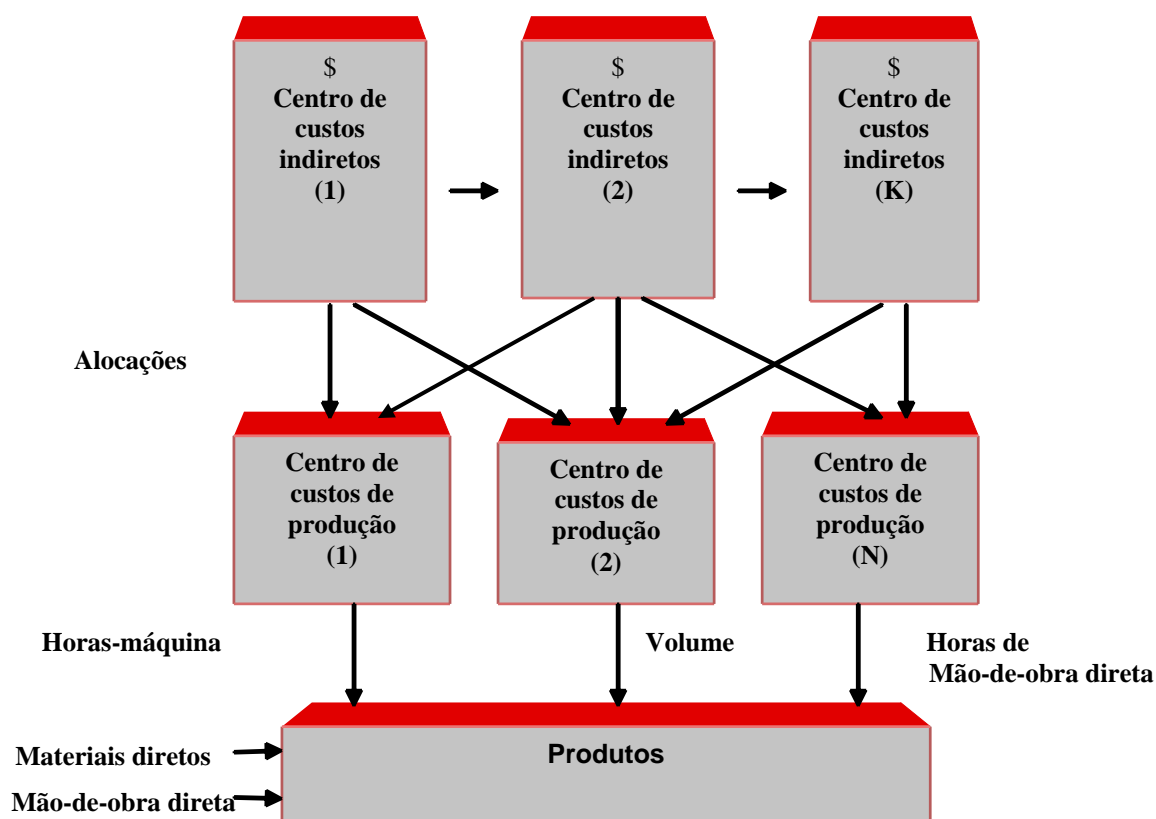 $
Centro de
custos
indiretos
(1)
$
Centro de
custos
indiretos
(2)
$
Centro de
custos
indiretos
(K)
Alocações
Centro de
custos de
produção
(1)
Centro de
custos de
produção
(2)
Centro de
custos de
produção
(N)
Horas-máquina
Volume
Horas de
Mão-de-obra direta
Materiais diretos
Mão-de-obra direta
Produtos